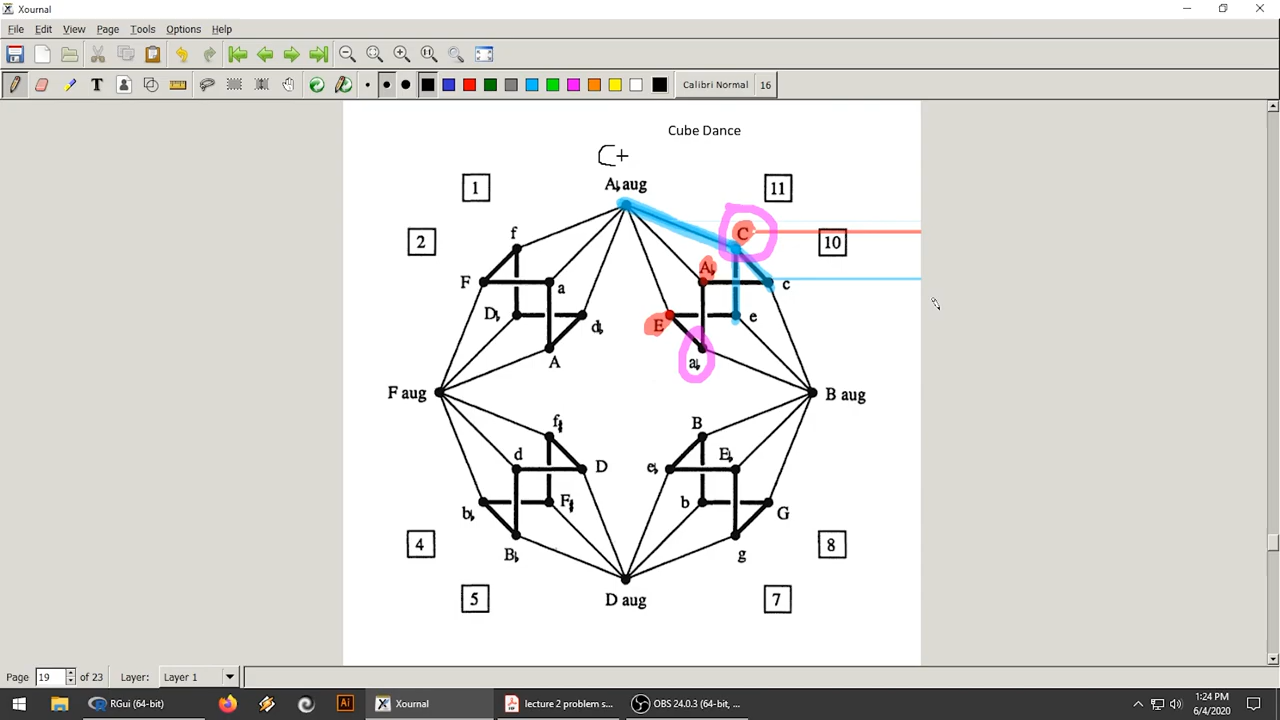 Xournal
File Edit View Page Tools Options Help
Calibri Normal 16
Cube Dance
C+
A♭ aug
1
11
2
f
C
10
F
a
A♭
c
D♭
d♭
E
e
A
a♭
F aug
B aug
f♯
B
d
D
e♭
E♭
b♭
F♯
b
G
4
B♭
g
8
5
D aug
7
Page 19 of 23 Layer: Layer 1
RGui (64-bit) Xournal lecture 2 problem s... OBS 24.0.3 (64-bit, ... 1:24 PM
6/4/2020